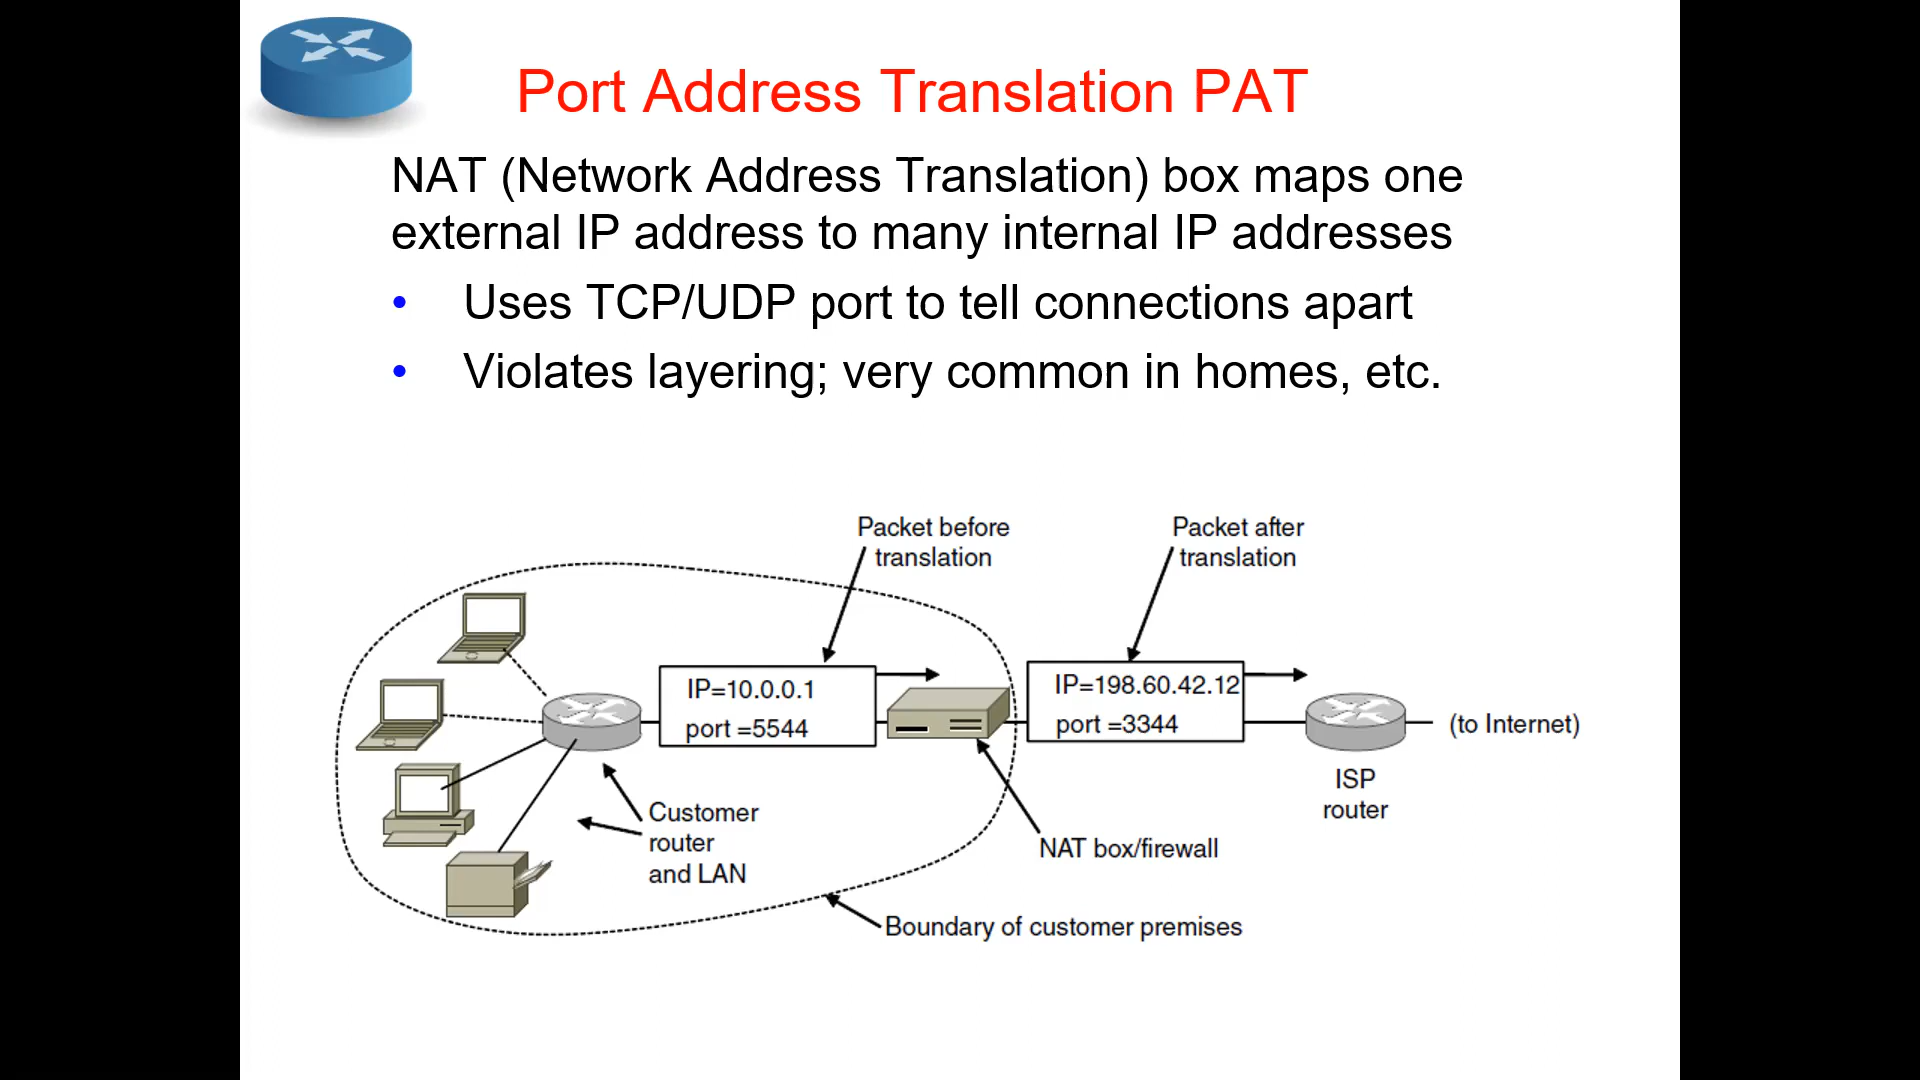 Port Address Translation PAT
NAT (Network Address Translation) box maps one
external IP address to many internal IP addresses
• Uses TCP/UDP port to tell connections apart
• Violates layering; very common in homes, etc.
Packet before
translation
Packet after
translation
IP=10.0.0.1
port =5544
IP=198.60.42.12
port =3344
(to Internet)
ISP
router
Customer
router
and LAN
NAT box/firewall
Boundary of customer premises